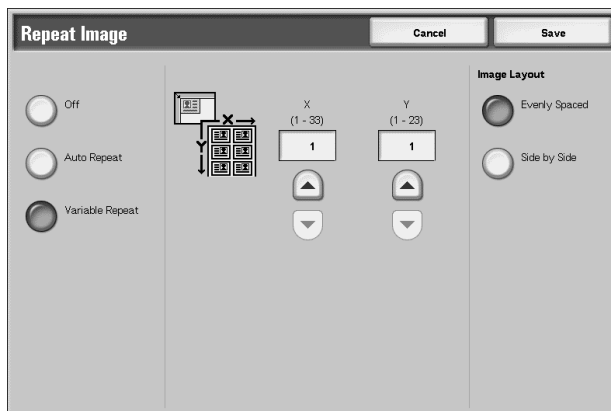 Repeat Image
Cancel
Save
Off
Auto Repeat
Variable Repeat
X
Y
X
(1 - 33)
1
Y
(1 - 23)
1
Image Layout
Evenly Spaced
Side by Side